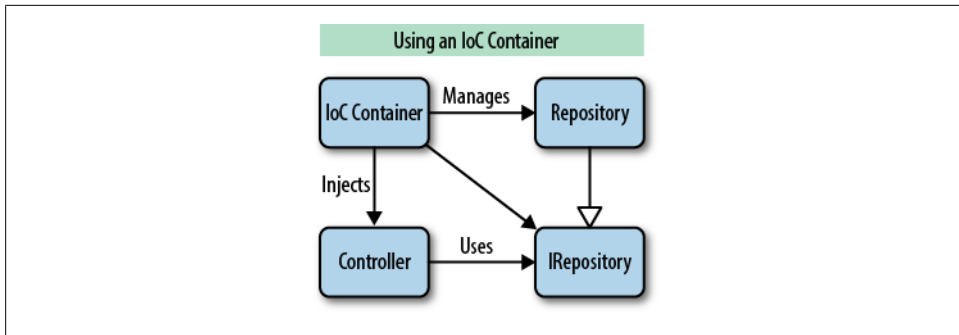 Using an IoC Container
IoC Container
Manages
Repository
Injects
Controller
Uses
IRepository